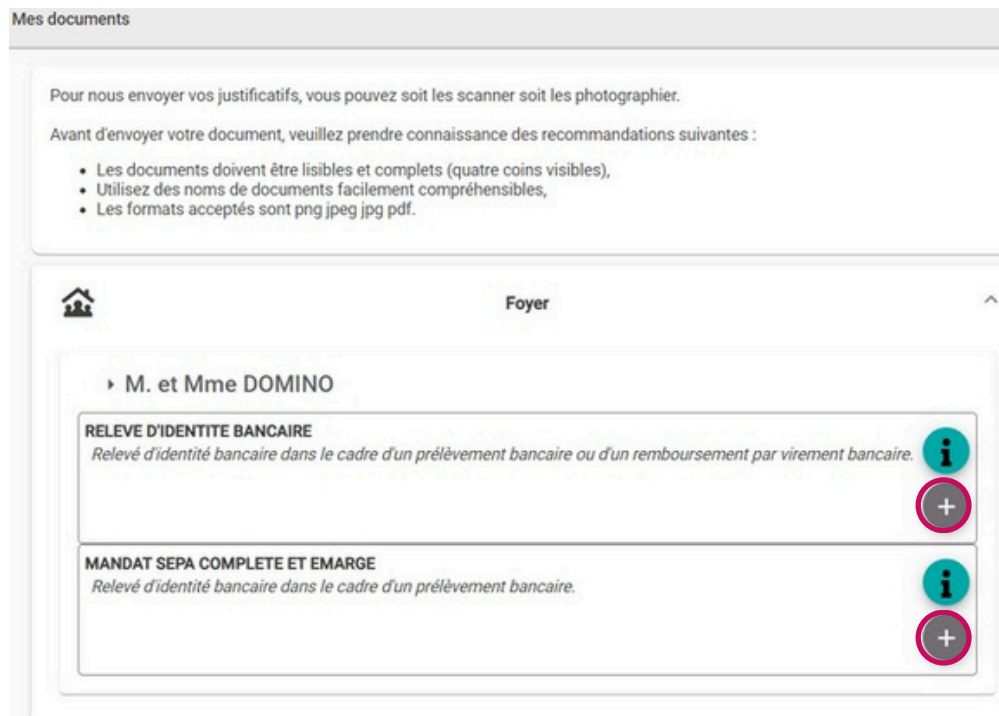 Mes documents
Pour nous envoyer vos justificatifs, vous pouvez soit les scanner soit les photographier.
Avant d'envoyer votre document, veuillez prendre connaissance des recommandations suivantes :
• Les documents doivent être lisibles et complets (quatre coins visibles),
• Utilisez des noms de documents facilement compréhensibles,
• Les formats acceptés sont png jpeg jpg pdf.
Foyer
M. et Mme DOMINO
RELEVE D'IDENTITE BANCAIRE
Relevé d'identité bancaire dans le cadre d'un prélèvement bancaire ou d'un remboursement par virement bancaire.
MANDAT SEPA COMPLETE ET EMARGE
Relevé d'identité bancaire dans le cadre d'un prélèvement bancaire.